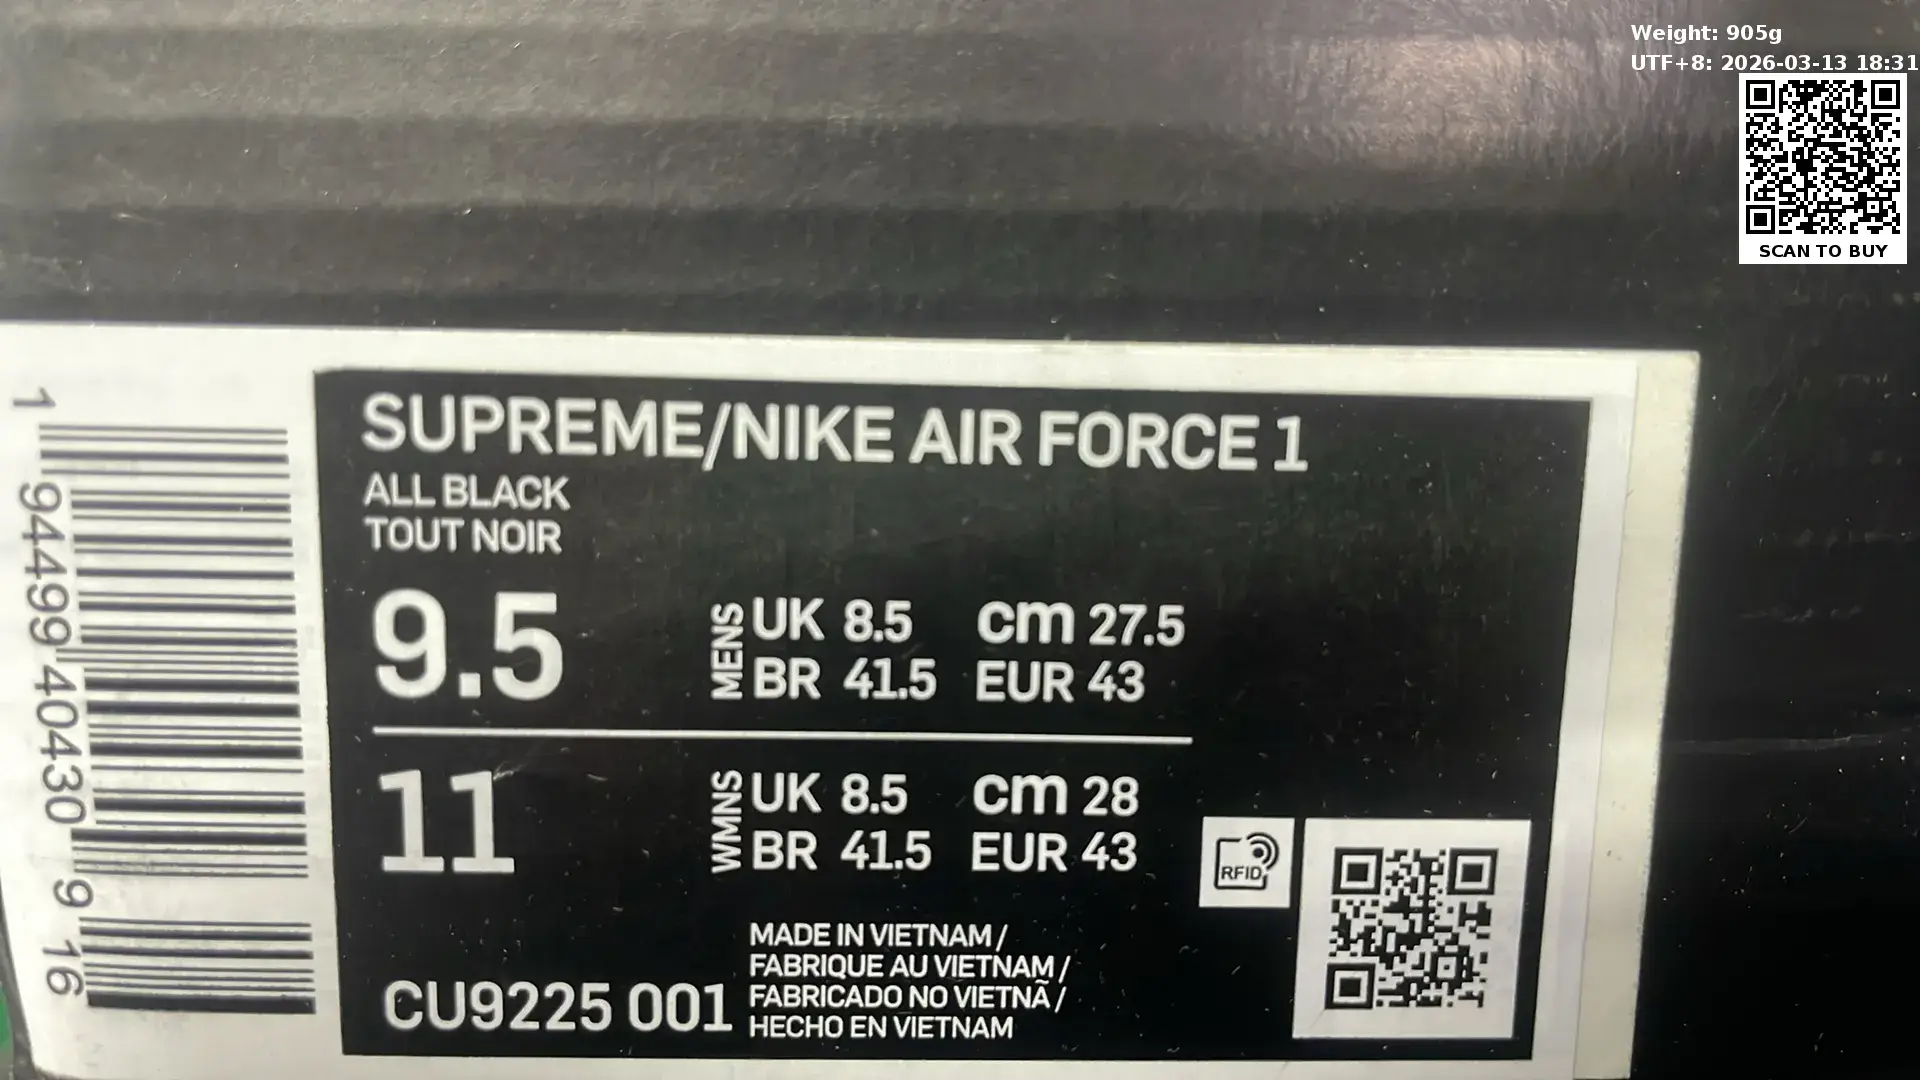 Weight: 905g
UTF+8: 2026-03-13 18:31
SCAN TO BUY
SUPREME/NIKE AIR FORCE 1
ALL BLACK
TOUT NOIR
9.5
MENS
UK 8.5 cm 27.5
BR 41.5 EUR 43
11
WMNS
UK 8.5 cm 28
BR 41.5 EUR 43
RFID
CU9225 001
MADE IN VIETNAM /
FABRIQUE AU VIETNAM /
FABRICADO NO VIETNÃ /
HECHO EN VIETNAM
1 94499 40430 9 16